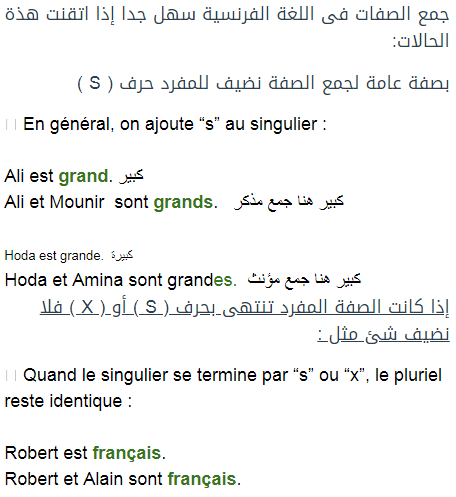 جمع الصفات فى اللغة الفرنسية سهل جدا إذا اتقنت هذة
الحالات:
بصفة عامة لجمع الصفة نضيف للمفرد حرف ( S )
En général, on ajoute “s” au singulier :
Ali est grand. كبير
Ali et Mounir sont grands. كبير هنا جمع مذكر
Hoda est grande. كبيرة
Hoda et Amina sont grandes. كبير هنا جمع مؤنث
إذا كانت الصفة المفرد تنتهى بحرف ( S ) أو ( X ) فلا
نضيف شئ مثل :
Quand le singulier se termine par “s” ou “x”, le pluriel
reste identique :
Robert est français.
Robert et Alain sont français.